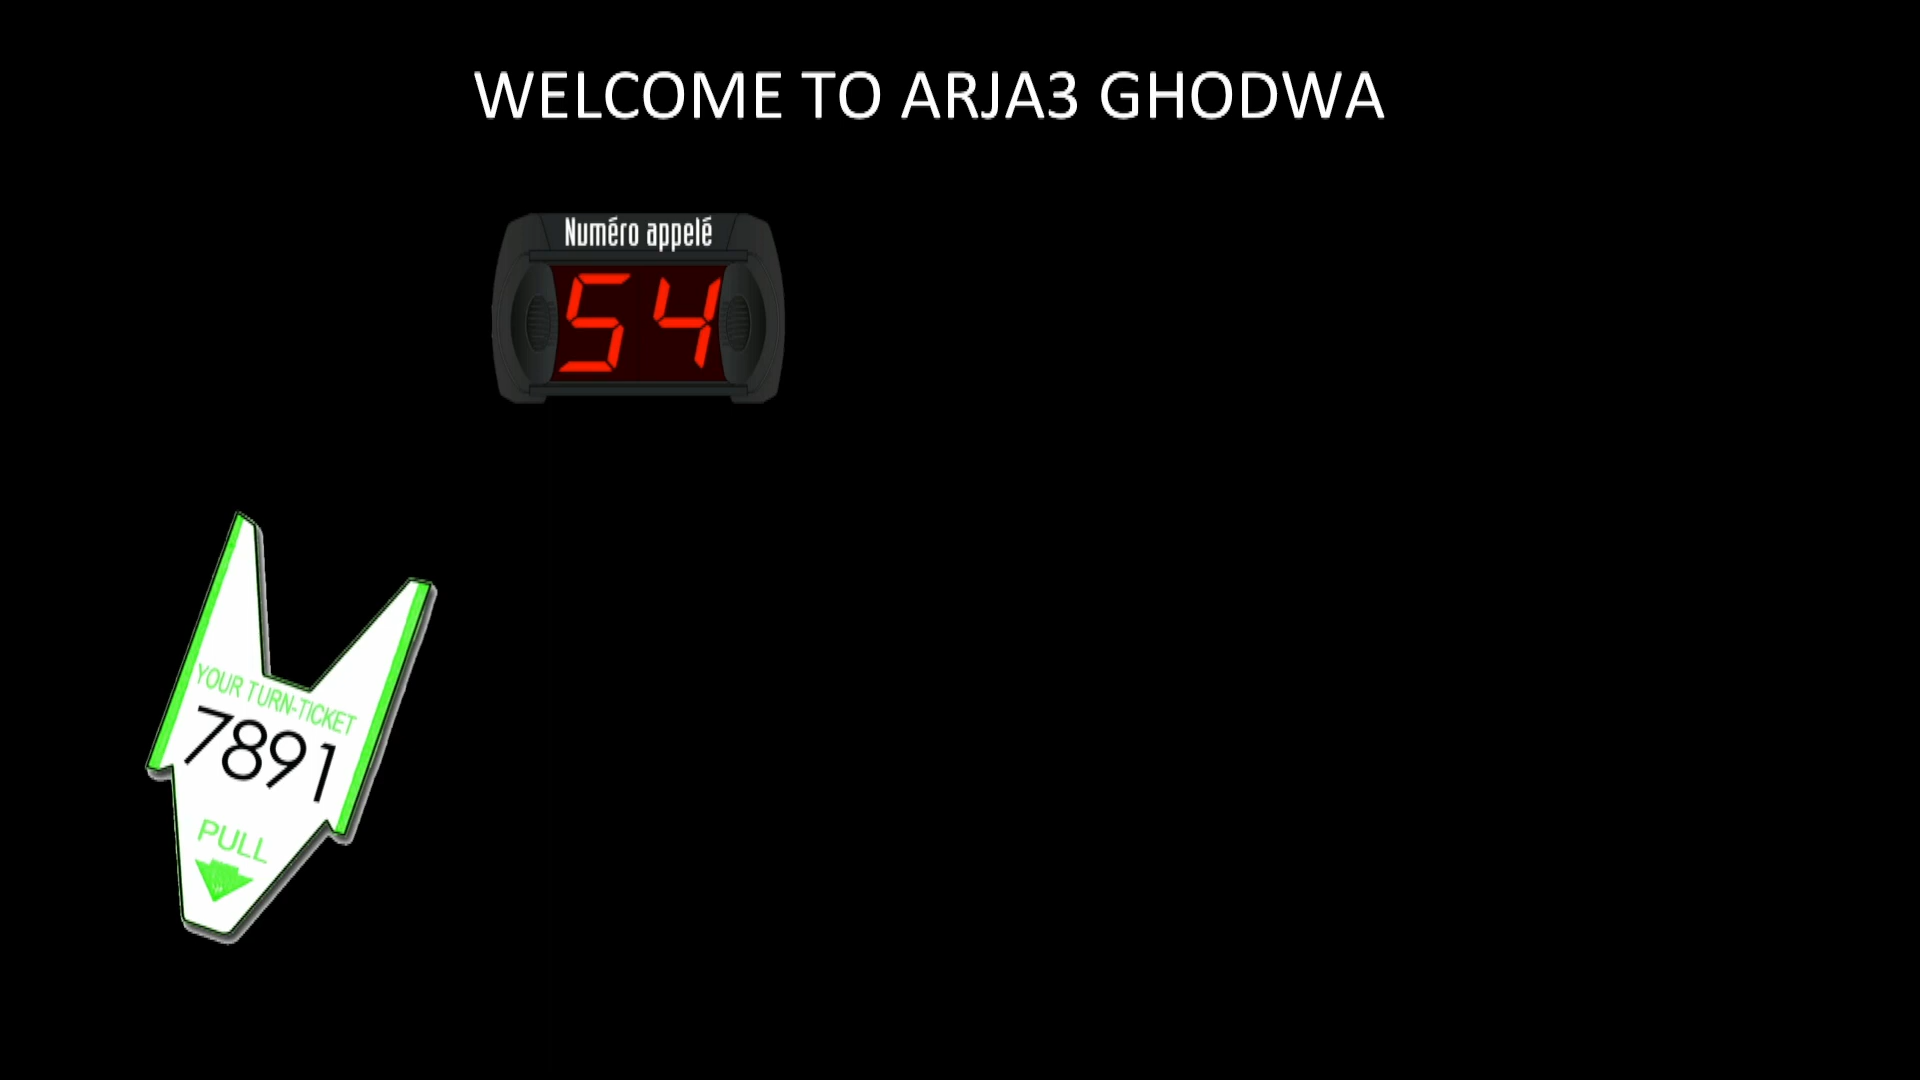 WELCOME TO ARJA3 GHODWA
Numéro appelé
54
YOUR TURN-TICKET
7891
PULL